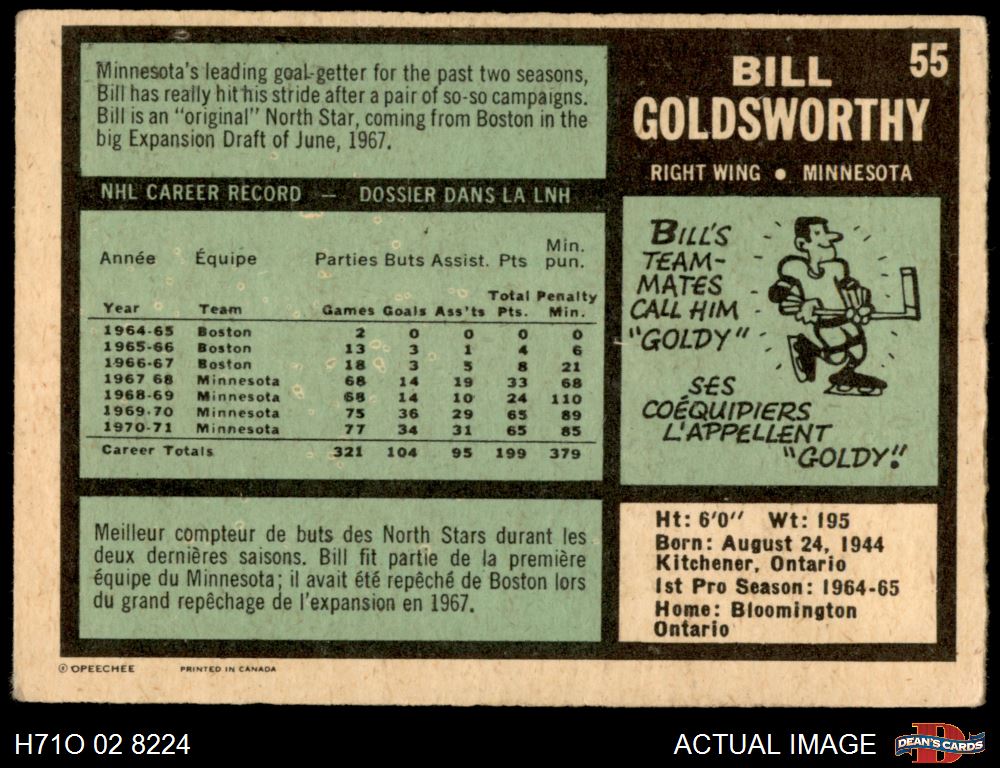 55
BILL
GOLDSWORTHY
RIGHT WING ● MINNESOTA
Minnesota's leading goal-getter for the past two seasons,
Bill has really hit his stride after a pair of so-so campaigns.
Bill is an "original" North Star, coming from Boston in the
big Expansion Draft of June, 1967.
NHL CAREER RECORD — DOSSIER DANS LA LNH
Année Équipe Parties Buts Assist. Pts Min. pun.
Year Team Games Goals Ass'ts Total Pts. Penalty Min.
1964-65 Boston 2 0 0 0 0
1965-66 Boston 13 3 1 4 6
1966-67 Boston 18 3 5 8 21
1967 68 Minnesota 68 14 19 33 68
1968-69 Minnesota 68 14 10 24 110
1969-70 Minnesota 75 36 29 65 89
1970-71 Minnesota 77 34 31 65 85
Career Totals 321 104 95 199 379
Meilleur compteur de buts des North Stars durant les
deux dernières saisons. Bill fit partie de la première
équipe du Minnesota; il avait été repêché de Boston lors
du grand repêchage de l'expansion en 1967.
BILL'S
TEAM-
MATES
CALL HIM
"GOLDY"
SES
COÉQUIPIERS
L'APPELLENT
"GOLDY".
Ht: 6'0" Wt: 195
Born: August 24, 1944
Kitchener, Ontario
1st Pro Season: 1964-65
Home: Bloomington
Ontario
© OPEECHEE PRINTED IN CANADA
H71O 02 8224
ACTUAL IMAGE
D
DEAN'S CARDS